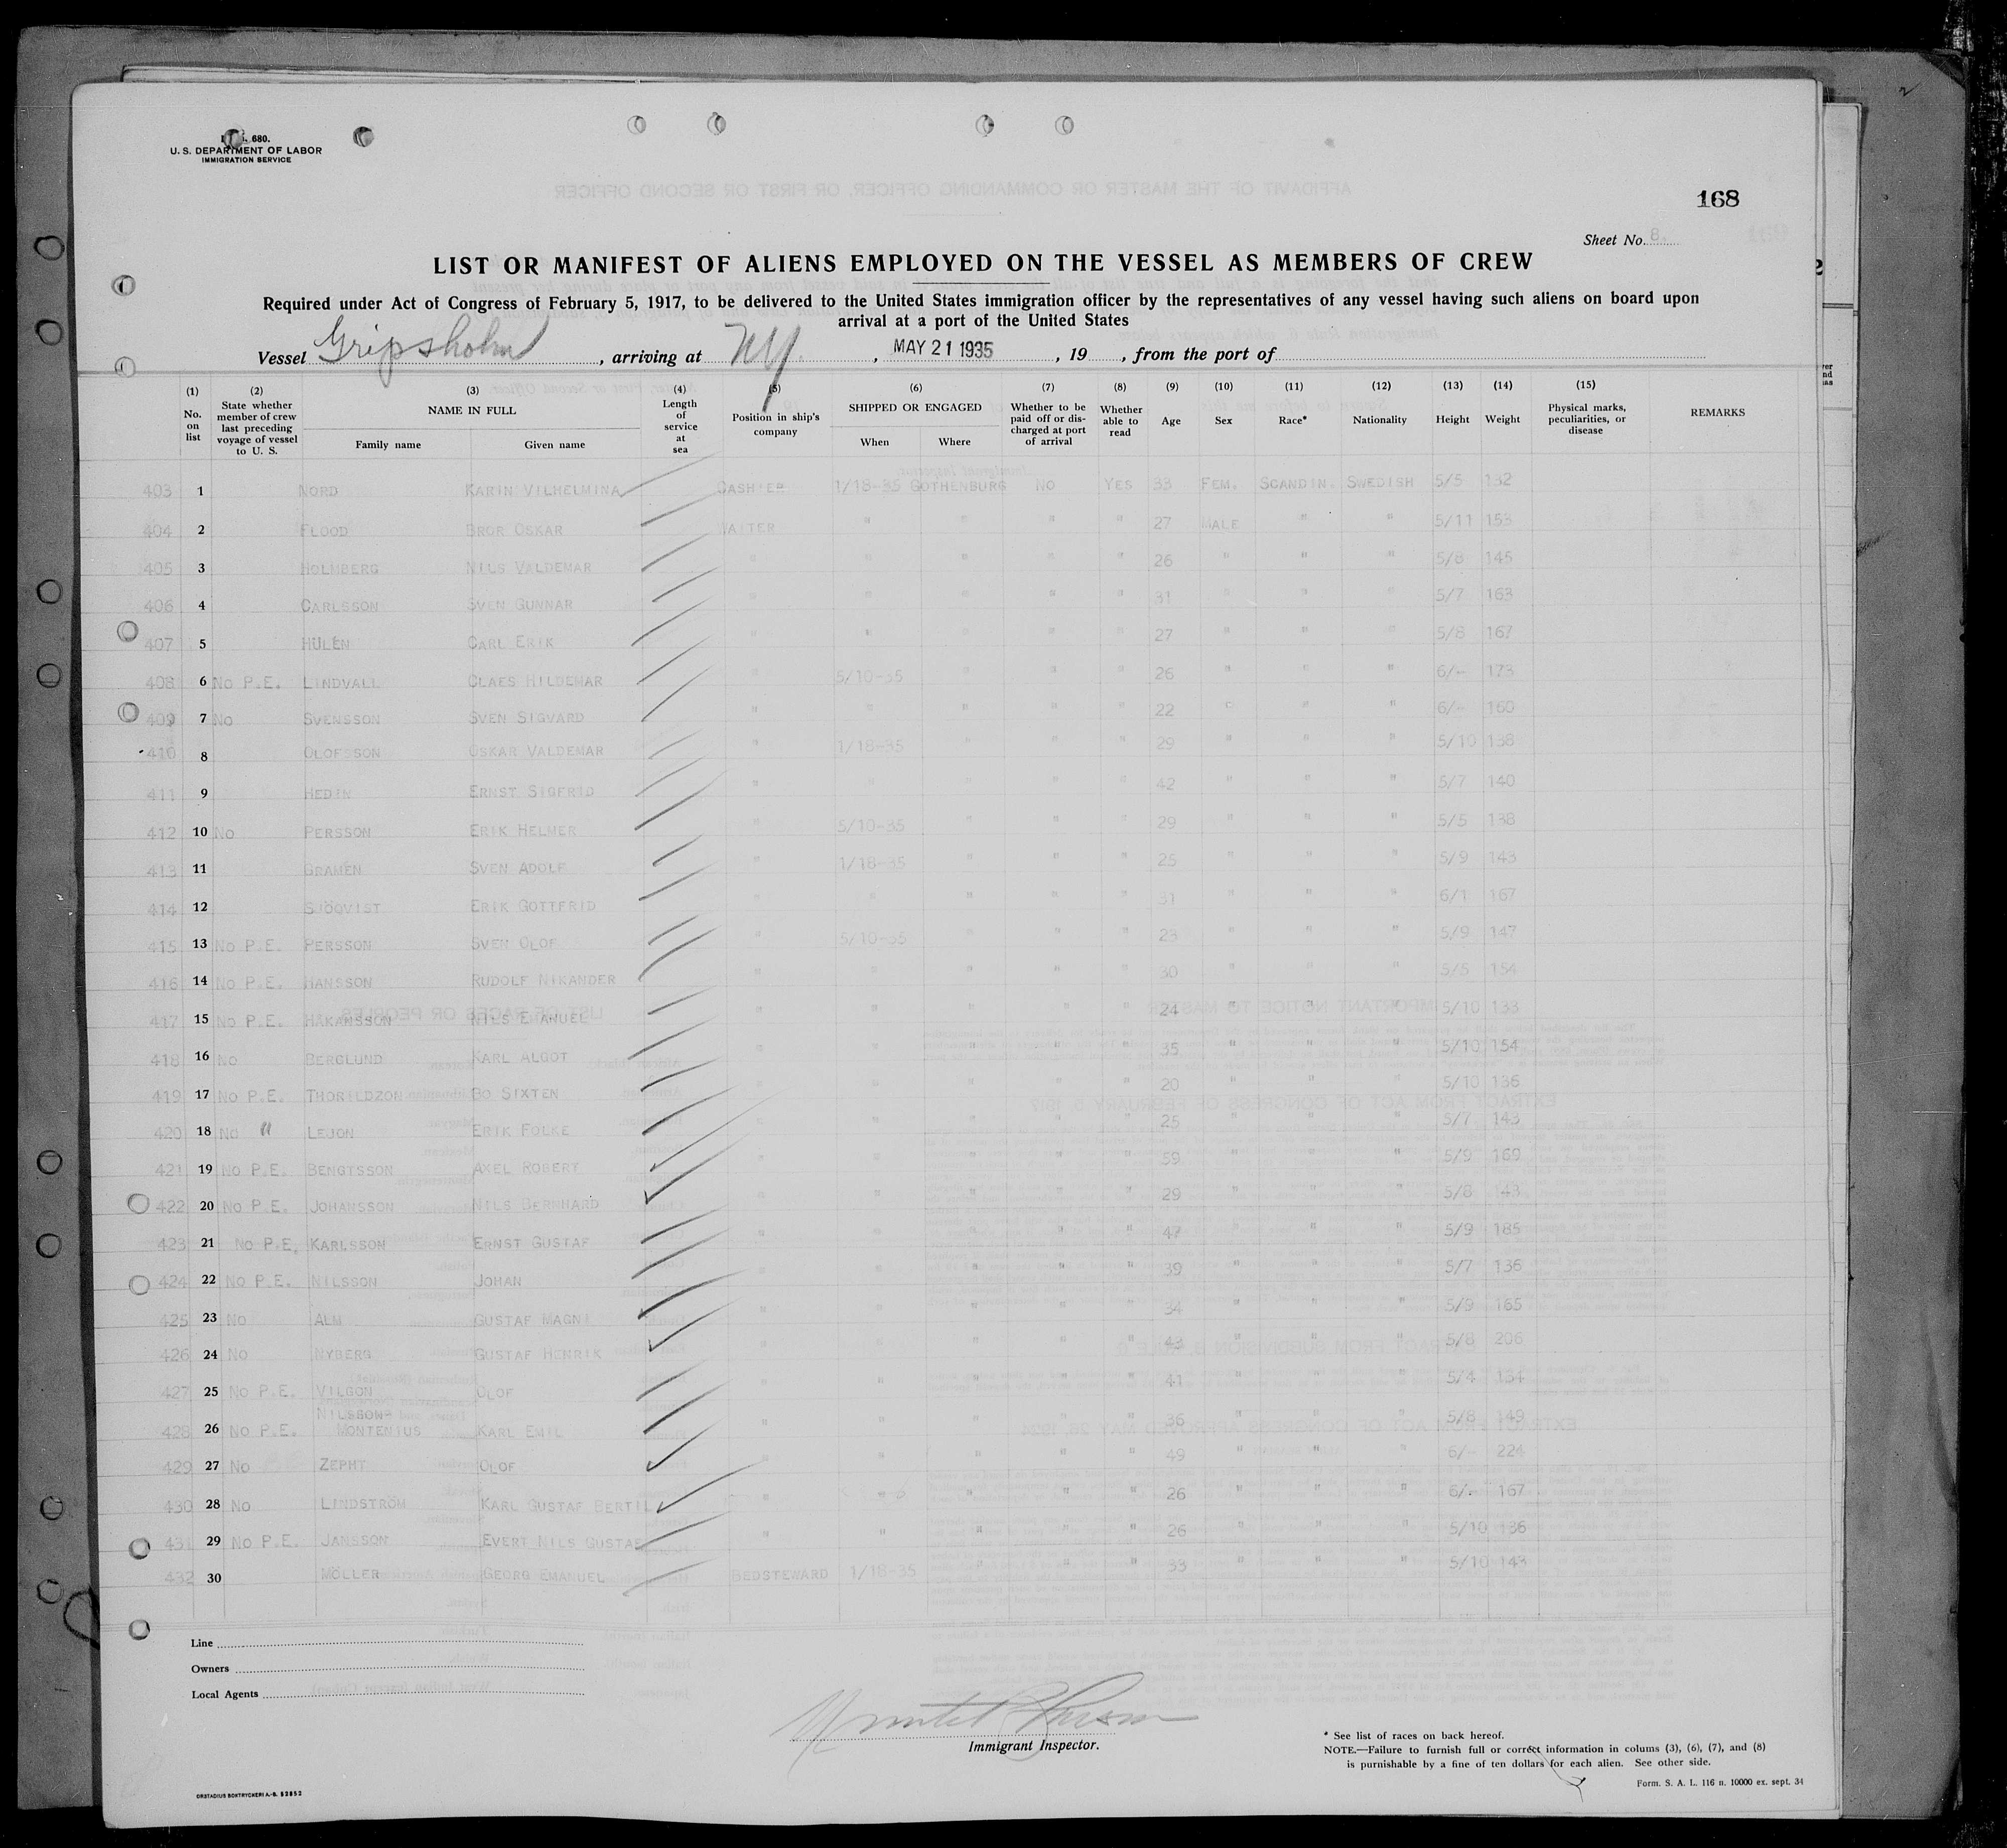 680.
U. S. DEPARTMENT OF LABOR
IMMIGRATION SERVICE
168
Sheet No. 8.
LIST OR MANIFEST OF ALIENS EMPLOYED ON THE VESSEL AS MEMBERS OF CREW
Required under Act of Congress of February 5, 1917, to be delivered to the United States immigration officer by the representatives of any vessel having such aliens on board upon
arrival at a port of the United States
Vessel Gripsholm, arriving at NY., MAY 21 1935, 19 , from the port of
(1) No. on list (2) State whether member of crew last preceding voyage of vessel to U. S. (3) NAME IN FULL Family name Given name (4) Length of service at sea (5) Position in ship's company (6) SHIPPED OR ENGAGED When Where (7) Whether to be paid off or discharged at port of arrival (8) Whether able to read (9) Age (10) Sex (11) Race* (12) Nationality (13) Height (14) Weight (15) Physical marks, peculiarities, or disease REMARKS
403 1 NORD KARIN VILHELMINA CASHIER 1/18-35 GOTHENBURG NO YES 33 FEM. SCANDIN. SWEDISH 5/5 132
404 2 FLOOD BROR OSKAR WAITER " " " " 27 MALE " " 5/11 153
405 3 HOLMBERG NILS VALDEMAR " " " " " 26 " " " 5/8 145
406 4 CARLSSON SVEN GUNNAR " " " " " 31 " " " 5/7 163
407 5 HULÉN CARL ERIK " " " " " 27 " " " 5/8 167
408 6 NO P.E. LINDVALL CLAES HILDEMAR " 5/10-35 " " " 26 " " " 6/- 173
409 7 NO SVENSSON SVEN SIGVARD " " " " " 22 " " " 6/- 160
410 8 OLOFSSON OSKAR VALDEMAR " 1/18-35 " " " 29 " " " 5/10 138
411 9 HEDIN ERNST SIGFRID " " " " " 42 " " " 5/7 140
412 10 NO PERSSON ERIK HELMER " 5/10-35 " " " 29 " " " 5/5 138
413 11 GRAMÉN SVEN ADOLF " 1/18-35 " " " 25 " " " 5/9 143
414 12 SJÖQVIST ERIK GOTTFRID " " " " " 31 " " " 6/1 167
415 13 NO P.E. PERSSON SVEN OLOF " 5/10-35 " " " 23 " " " 5/9 147
416 14 NO P.E. HANSSON RUDOLF NIKANDER " " " " " 30 " " " 5/5 154
417 15 NO P.E. HÅKANSSON NILS EMANUEL " " " " " 24 " " " 5/10 133
418 16 NO BERGLUND KARL ALGOT " " " " " 35 " " " 5/10 154
419 17 NO P.E. THORILDZON BO SIXTEN " " " " " 20 " " " 5/10 136
420 18 NO " LEJON ERIK FOLKE " " " " " 25 " " " 5/7 143
421 19 NO P.E. BENGTSSON AXEL ROBERT " " " " " 59 " " " 5/9 169
422 20 NO P.E. JOHANSSON NILS BERNHARD " " " " " 29 " " " 5/8 143
423 21 NO P.E. KARLSSON ERNST GUSTAF " " " " " 47 " " " 5/9 185
424 22 NO P.E. NILSSON JOHAN " " " " " 39 " " " 5/7 136
425 23 NO ALM GUSTAF MAGNI " " " " " 34 " " " 5/9 165
426 24 NO NYBERG GUSTAF HENRIK " " " " " 43 " " " 5/8 206
427 25 NO P.E. VILGON OLOF " " " " " 41 " " " 5/4 134
NILSSON-
428 26 NO P.E. MONTENIUS KARL EMIL " " " " " 36 " " " 5/8 149
429 27 NO OLOF " " " " " 49 " " " 6/- 224
430 28 NO LINDSTRÖM KARL GUSTAF BERTIL " " " " 26 " " " 6/- 167
431 29 NO P.E. JANSSON EVERT NILS GUSTAF " " " " " 26 " " " 5/10 136
432 30 MÖLLER GEORG EMANUEL BEDSTEWARD 1/18-35 " " " 33 " " " 5/10 143
Line
Owners
Local Agents
Immigrant Inspector.
* See list of races on back hereof.
NOTE.—Failure to furnish full or correct information in colums (3), (6), (7), and (8)
is punishable by a fine of ten dollars for each alien. See other side.
Form. S. A. L. 116 n. 10000 ex. sept. 34
ORSTADIUS BOKTRYCKERI A.-B. 52852